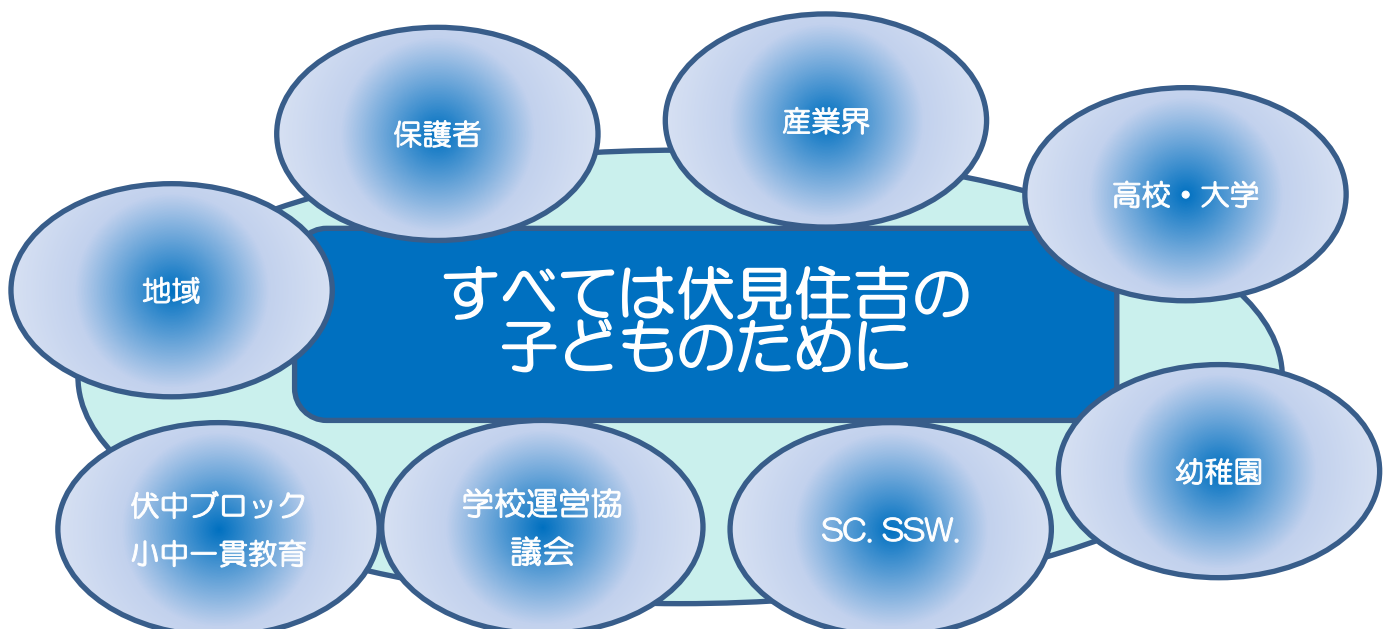 保護者
産業界
高校・大学
地域
すべては伏見住吉の
子どものために
幼稚園
伏中ブロック
小中一貫教育
学校運営協
議会
SC. SSW.